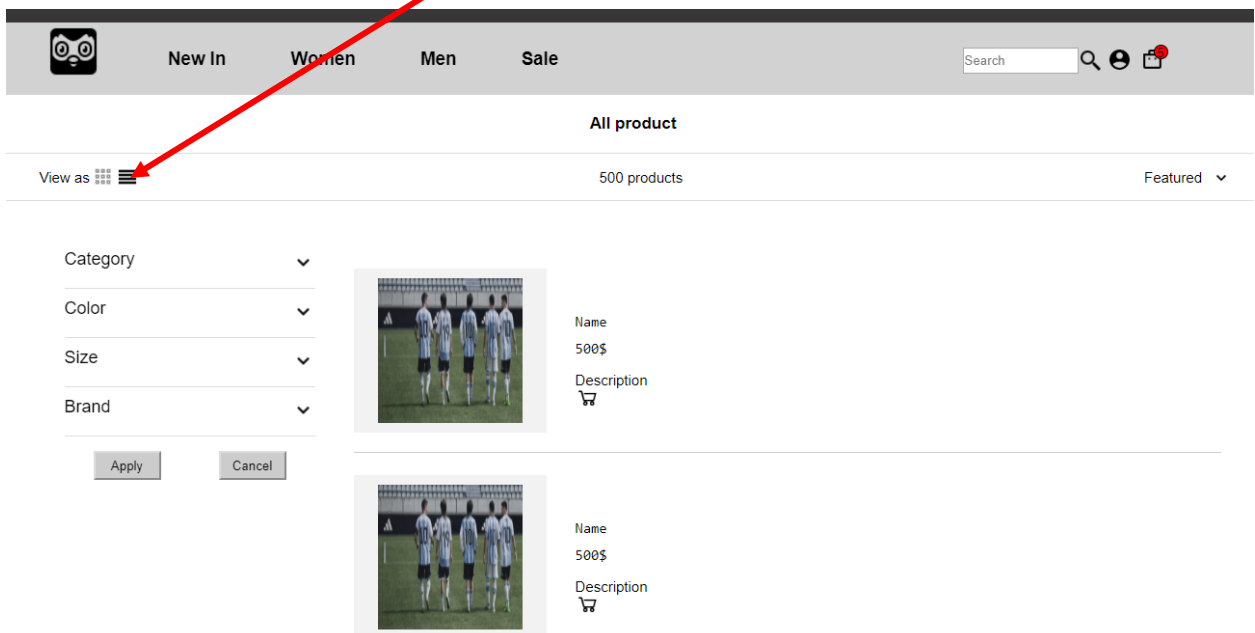 New In Women Men Sale Search 5
All product
View as 500 products Featured
Category
Color
Size
Brand
Apply Cancel
Name
500$
Description
Name
500$
Description